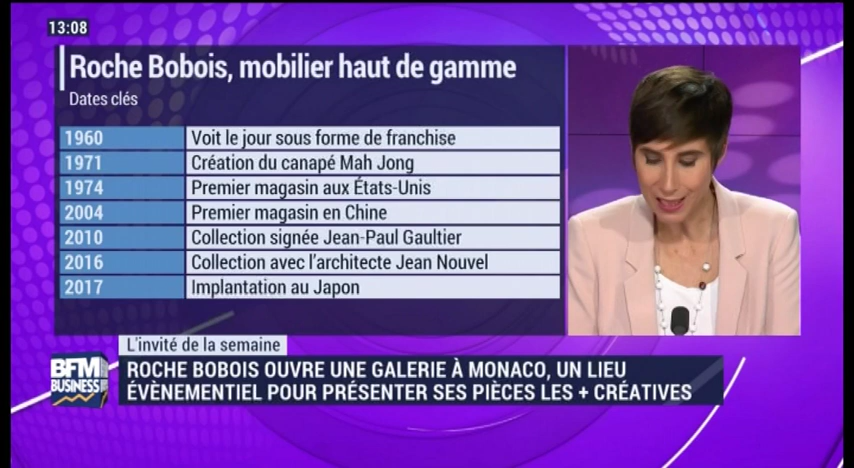 13:08
Roche Bobois, mobilier haut de gamme
Dates clés
1960 Voit le jour sous forme de franchise
1971 Création du canapé Mah Jong
1974 Premier magasin aux États-Unis
2004 Premier magasin en Chine
2010 Collection signée Jean-Paul Gaultier
2016 Collection avec l'architecte Jean Nouvel
2017 Implantation au Japon
L'invité de la semaine
BFM
BUSINESS
ROCHE BOBOIS OUVRE UNE GALERIE À MONACO, UN LIEU
ÉVÈNEMENTIEL POUR PRÉSENTER SES PIÈCES LES + CRÉATIVES